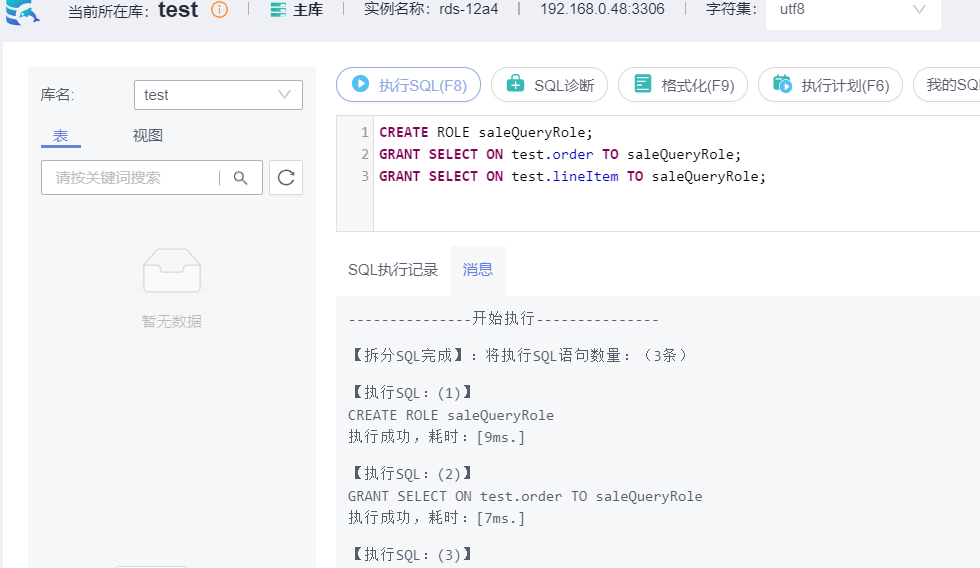 当前所在库: test 主库 实例名称: rds-12a4 192.168.0.48:3306 字符集: utf8
库名: test
表 视图
请按关键词搜索
暂无数据
执行SQL(F8) SQL诊断 格式化(F9) 执行计划(F6) 我的SQ
1 CREATE ROLE saleQueryRole;
2 GRANT SELECT ON test.order TO saleQueryRole;
3 GRANT SELECT ON test.lineItem TO saleQueryRole;
SQL执行记录 消息
---------------开始执行---------------
【拆分SQL完成】: 将执行SQL语句数量: （3条）
【执行SQL: (1)】
CREATE ROLE saleQueryRole
执行成功，耗时: [9ms.]
【执行SQL: (2)】
GRANT SELECT ON test.order TO saleQueryRole
执行成功，耗时: [7ms.]
【执行SQL: (3)】